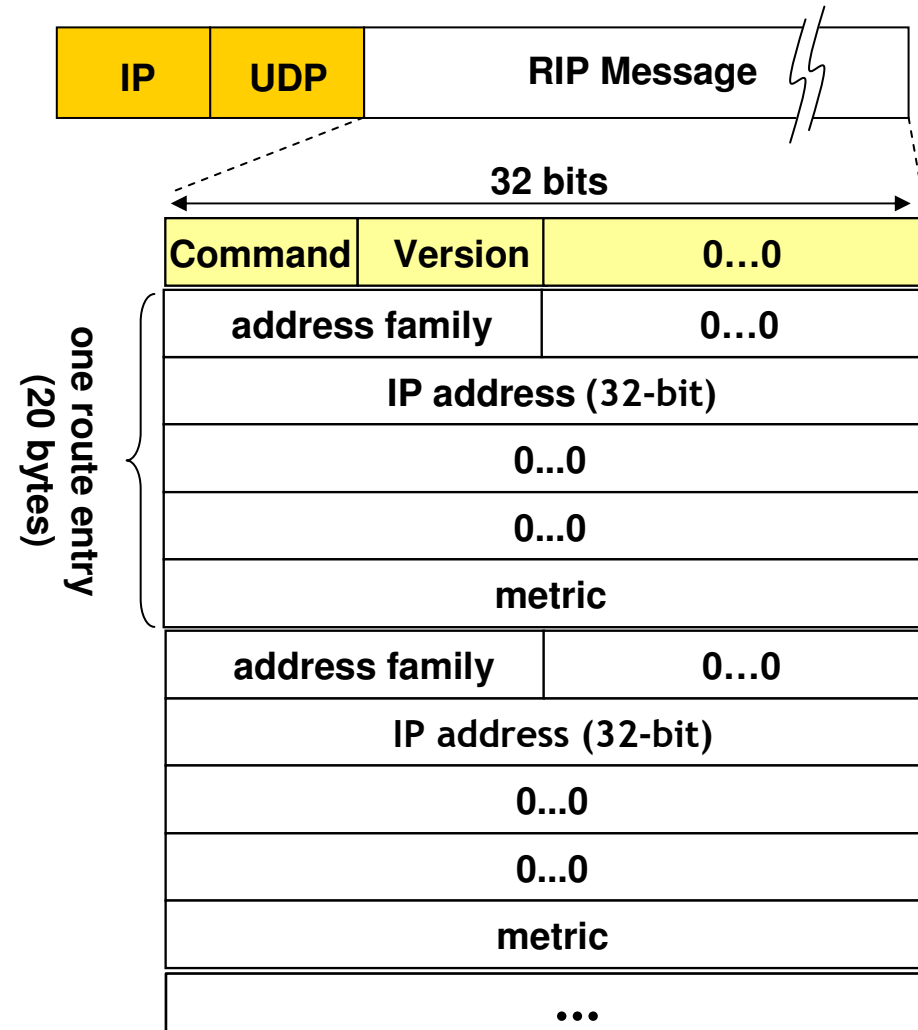 IP UDP RIP Message
32 bits
Command Version 0…0
address family 0…0
one route entry
(20 bytes)
IP address (32-bit)
0...0
0...0
metric
address family 0…0
IP address (32-bit)
0...0
0...0
metric
•••